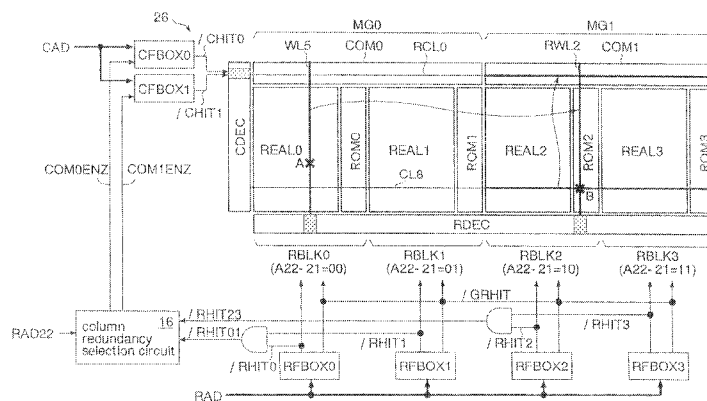 26
MG0
MG1
CAD
CFBOX0
/ CHIT0
WL5
COM0
RCL0
RWL2
COM1
CFBOX1
/ CHIT1
CDEC
REAL0
ROM0
REAL1
ROM1
REAL2
ROM2
REAL3
ROM3
A
CL8
B
COM0ENZ
COM1ENZ
RDEC
RBLK0
(A22- 21=00)
RBLK1
(A22- 21=01)
RBLK2
(A22- 21=10)
RBLK3
(A22- 21=11)
/ GRHIT
RAD22
column 16
redundancy
selection circuit
/ RHIT23
/ RHIT01
/ RHIT0
/ RHIT1
/ RHIT2
/ RHIT3
RFBOX0
RFBOX1
RFBOX2
RFBOX3
RAD